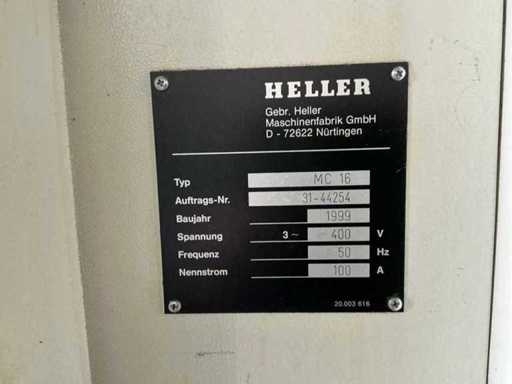 HELLER
Gebr. Heller
Maschinenfabrik GmbH
D - 72622 Nürtingen
Typ MC 16
Auftrags-Nr. 31-44254
Baujahr 1999
Spannung 3 ~ 400 V
Frequenz 50 Hz
Nennstrom 100 A
20.003 616